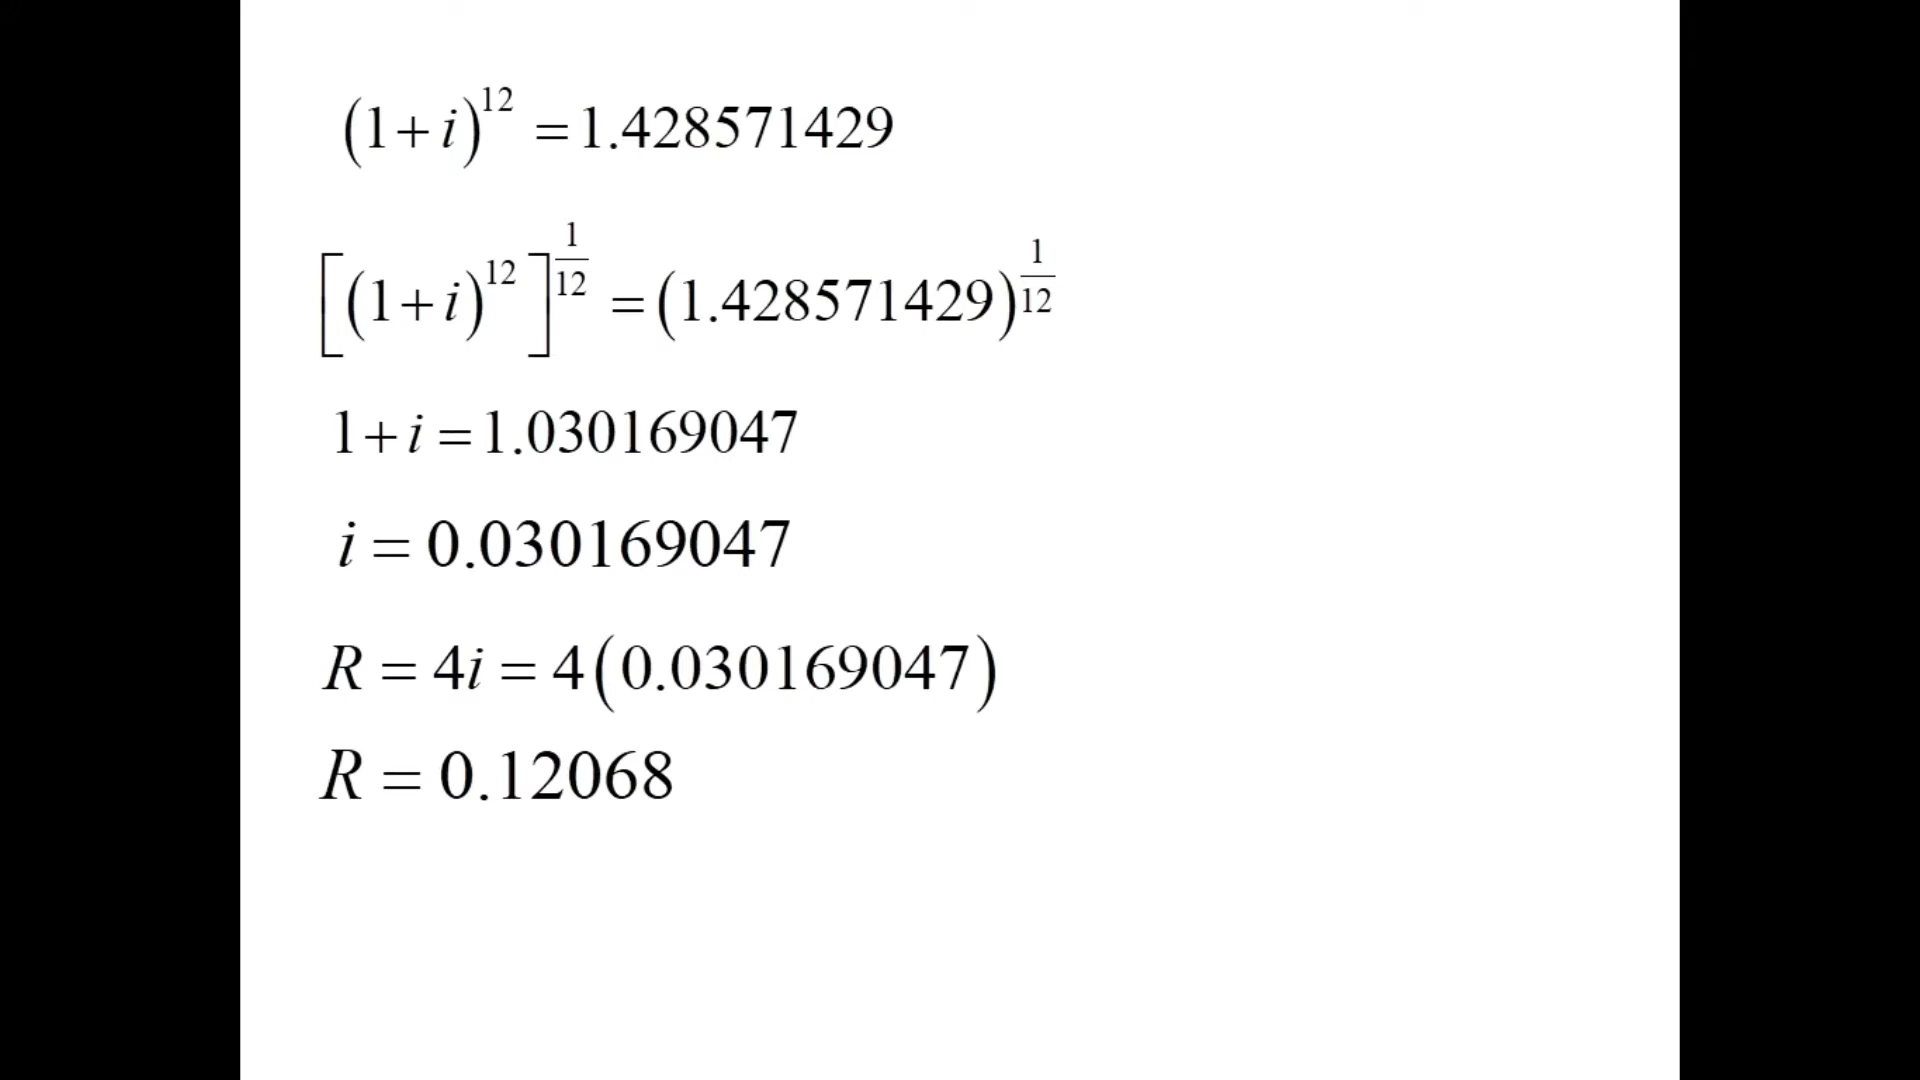 (1+i)^12 = 1.428571429
[(1+i)^12]^(1/12) = (1.428571429)^(1/12)
1+i = 1.030169047
i = 0.030169047
R = 4i = 4(0.030169047)
R = 0.12068